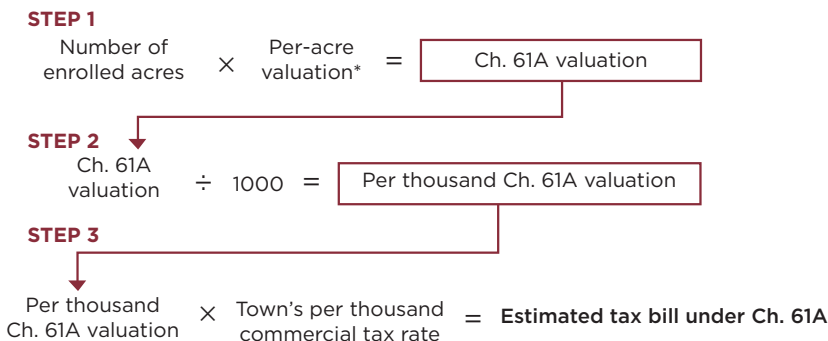 STEP 1
Number of enrolled acres × Per-acre valuation* = Ch. 61A valuation
STEP 2
Ch. 61A valuation ÷ 1000 = Per thousand Ch. 61A valuation
STEP 3
Per thousand Ch. 61A valuation × Town's per thousand commercial tax rate = Estimated tax bill under Ch. 61A